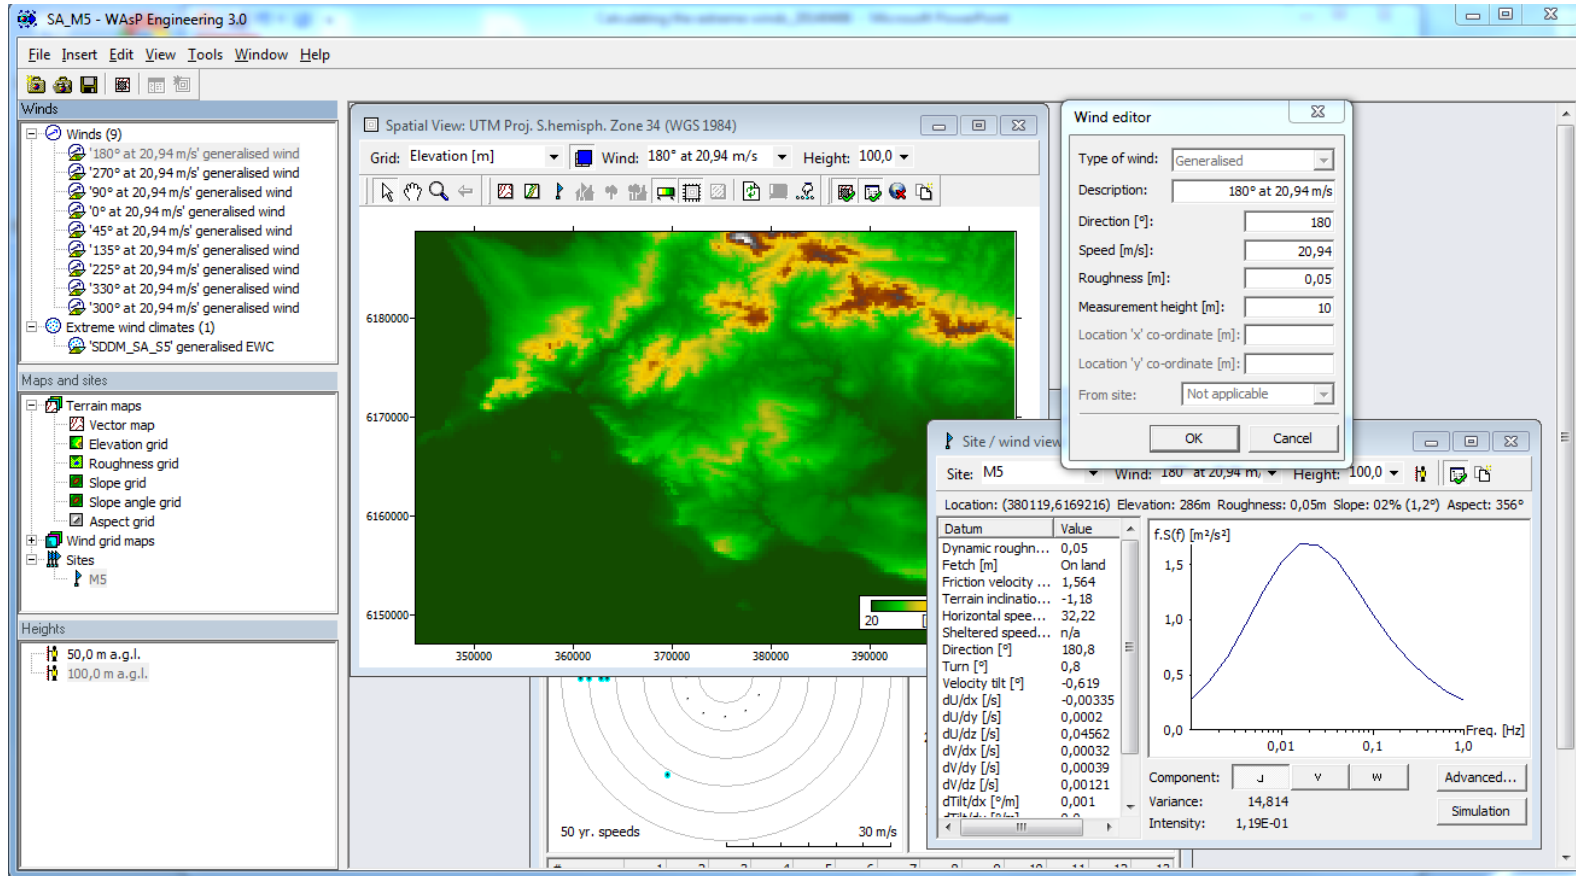 SA_M5 - WAsP Engineering 3.0
Calculating the extreme winds_20140408 - Microsoft PowerPoint
File Insert Edit View Tools Window Help
Winds
Winds (9)
'180° at 20,94 m/s' generalised wind
'270° at 20,94 m/s' generalised wind
'90° at 20,94 m/s' generalised wind
'0° at 20,94 m/s' generalised wind
'45° at 20,94 m/s' generalised wind
'135° at 20,94 m/s' generalised wind
'225° at 20,94 m/s' generalised wind
'330° at 20,94 m/s' generalised wind
'300° at 20,94 m/s' generalised wind
Extreme wind climates (1)
'SDDM_SA_S5' generalised EWC
Maps and sites
Terrain maps
Vector map
Elevation grid
Roughness grid
Slope grid
Slope angle grid
Aspect grid
Wind grid maps
Sites
M5
Heights
50,0 m a.g.l.
100,0 m a.g.l.
Spatial View: UTM Proj. S.hemisph. Zone 34 (WGS 1984)
Grid: Elevation [m] Wind: 180° at 20,94 m/s Height: 100,0
6180000
6170000
6160000
6150000
20
350000 360000 370000 380000 390000
50 yr. speeds 30 m/s
Wind editor
Type of wind: Generalised
Description: 180° at 20,94 m/s
Direction [°]: 180
Speed [m/s]: 20,94
Roughness [m]: 0,05
Measurement height [m]: 10
Location 'x' co-ordinate [m]:
Location 'y' co-ordinate [m]:
From site: Not applicable
OK Cancel
Site / wind view
Site: M5 Wind: 180° at 20,94 m/ Height: 100,0
Location: (380119,6169216) Elevation: 286m Roughness: 0,05m Slope: 02% (1,2°) Aspect: 356°
Datum Value
Dynamic roughn... 0,05
Fetch [m] On land
Friction velocity ... 1,564
Terrain inclinatio... -1,18
Horizontal spee... 32,22
Sheltered speed... n/a
Direction [°] 180,8
Turn [°] 0,8
Velocity tilt [°] -0,619
dU/dx [/s] -0,00335
dU/dy [/s] 0,0002
dU/dz [/s] 0,04562
dV/dx [/s] 0,00032
dV/dy [/s] 0,00039
dV/dz [/s] 0,00121
dTilt/dx [°/m] 0,001
f.S(f) [m²/s²]
1,5
1,0
0,5
0,0
0,01 0,1 1,0
Freq. [Hz]
Component: u v w Advanced...
Variance: 14,814
Intensity: 1,19E-01
Simulation